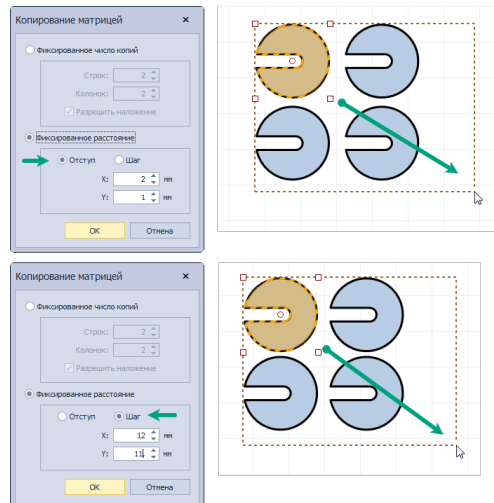 Копирование матрицей ×
Фиксированное число копий
Строк: 2
Колонок: 2
Разрешить наложение
Фиксированное расстояние
Отступ Шаг
X: 2 мм
Y: 1 мм
ОК Отмена
Копирование матрицей ×
Фиксированное число копий
Строк: 2
Колонок: 2
Разрешить наложение
Фиксированное расстояние
Отступ Шаг
X: 12 мм
Y: 11 мм
ОК Отмена